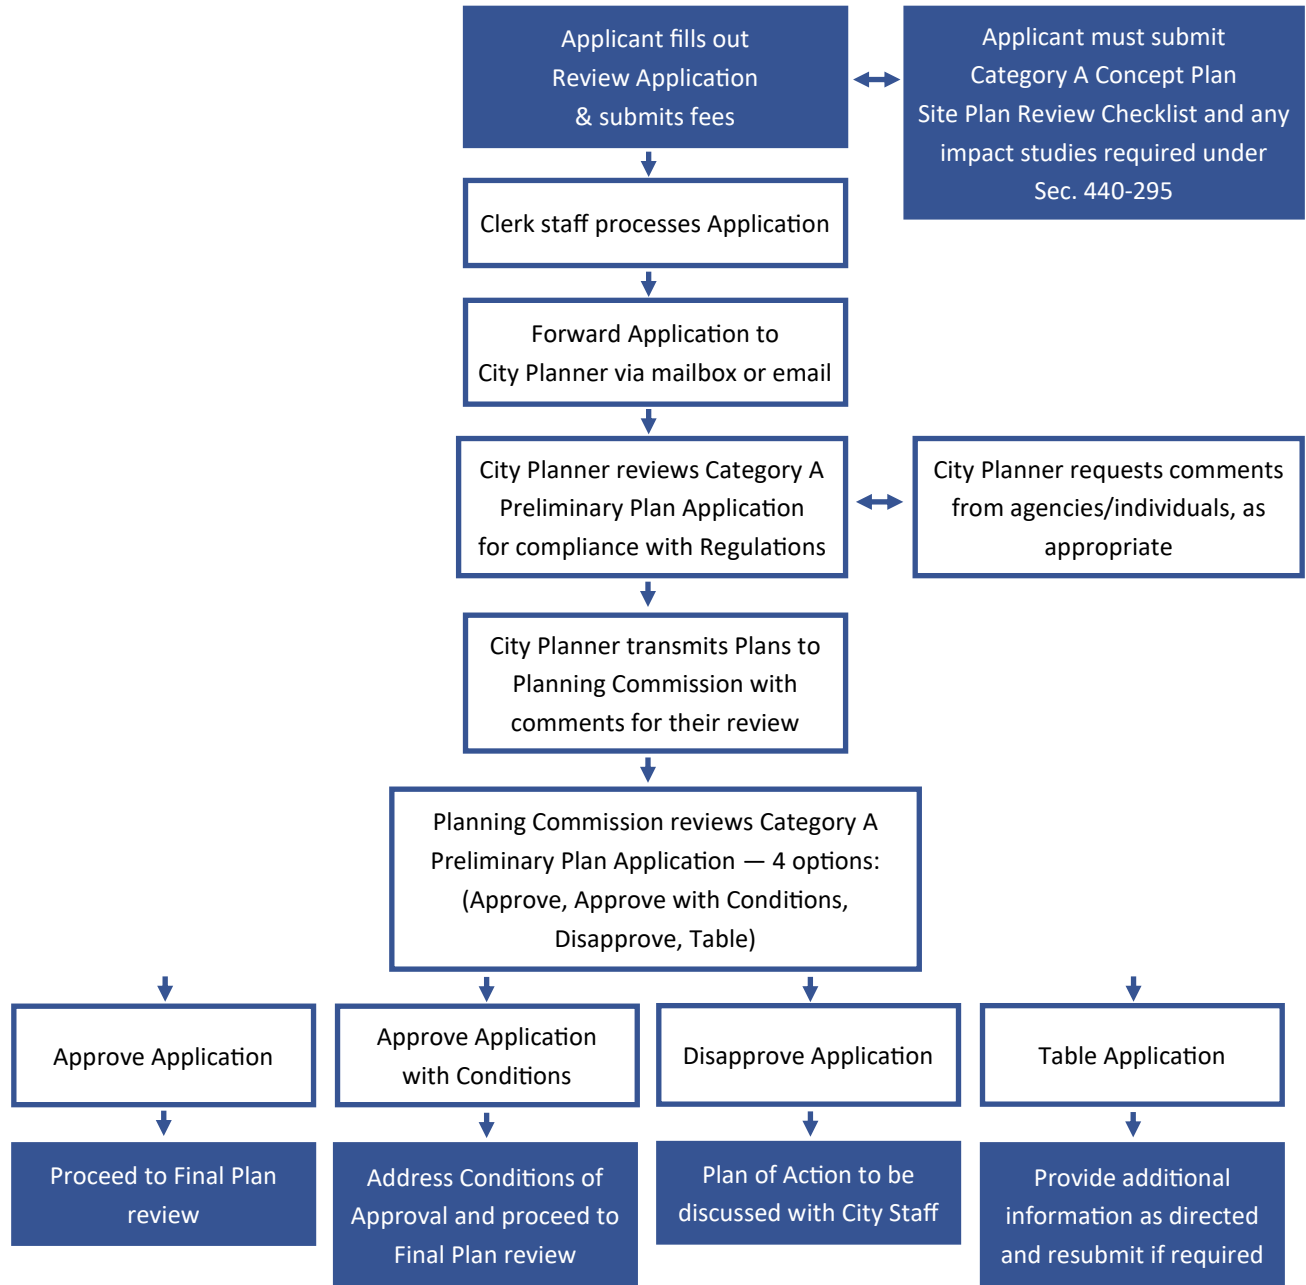 Applicant fills out
Review Application
& submits fees
Applicant must submit
Category A Concept Plan
Site Plan Review Checklist and any
impact studies required under
Sec. 440-295
Clerk staff processes Application
Forward Application to
City Planner via mailbox or email
City Planner reviews Category A
Preliminary Plan Application
for compliance with Regulations
City Planner requests comments
from agencies/individuals, as
appropriate
City Planner transmits Plans to
Planning Commission with
comments for their review
Planning Commission reviews Category A
Preliminary Plan Application — 4 options:
(Approve, Approve with Conditions,
Disapprove, Table)
Approve Application
Approve Application
with Conditions
Disapprove Application
Table Application
Proceed to Final Plan
review
Address Conditions of
Approval and proceed to
Final Plan review
Plan of Action to be
discussed with City Staff
Provide additional
information as directed
and resubmit if required